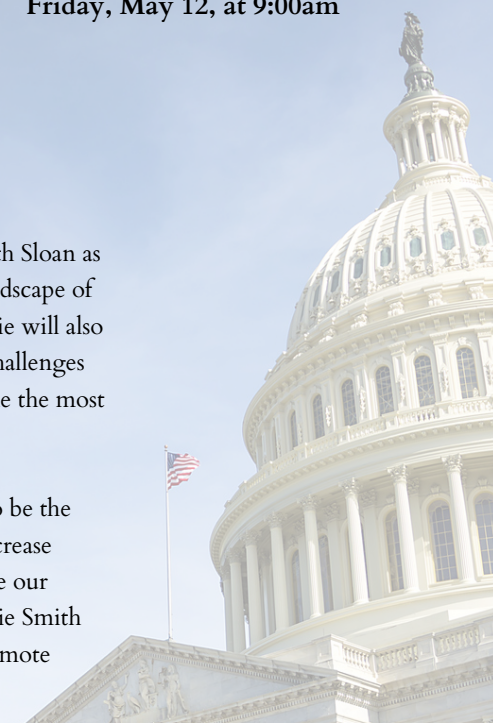 Friday, May 12, at 9:00am
h Sloan as
dscape of
ie will also
hallenges
e the most
be the
crease
e our
ie Smith
mote